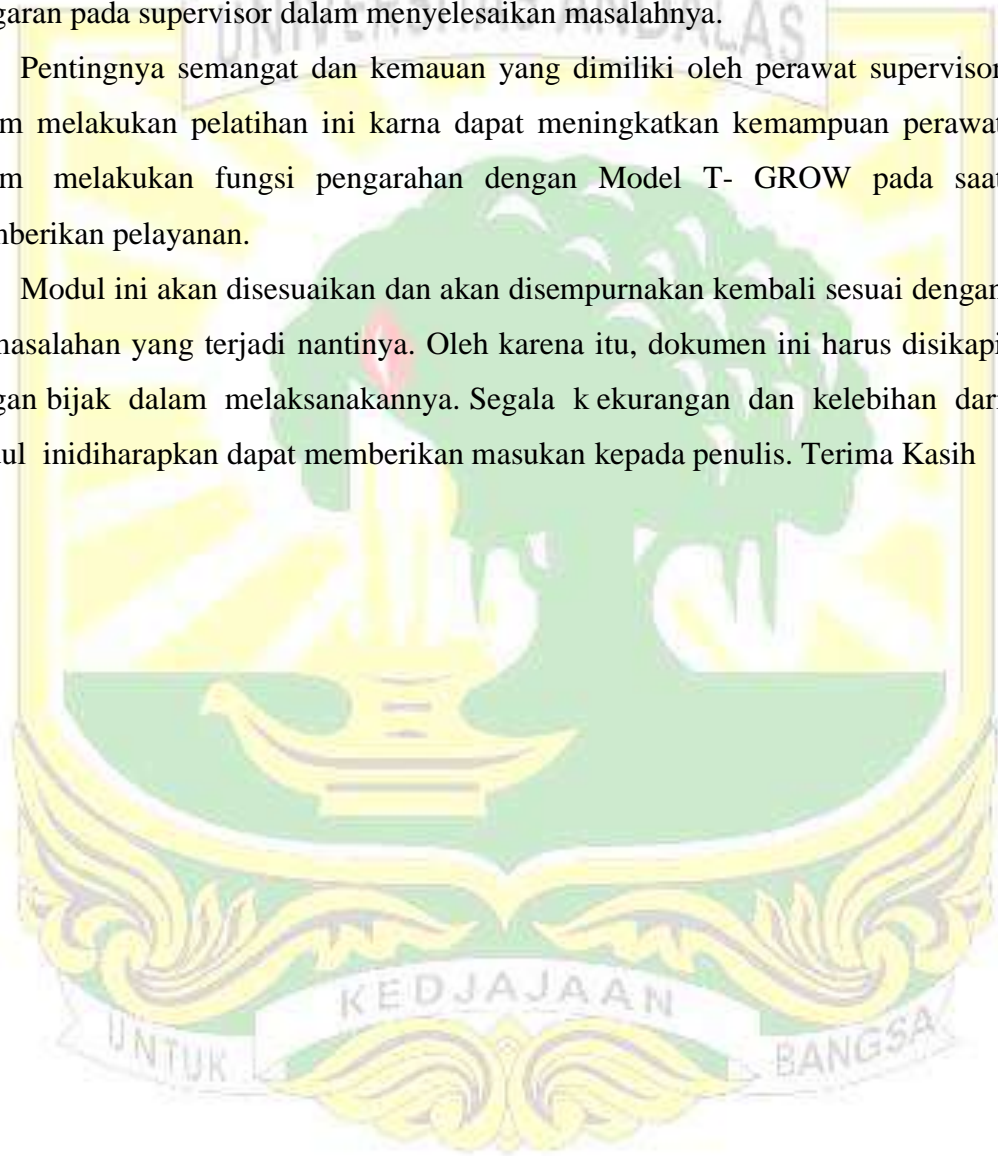 garan pada supervisor dalam menyelesaikan masalahnya.
UNIVERSITAS ANDALAS
Pentingnya semangat dan kemauan yang dimiliki oleh perawat supervisor
m melakukan pelatihan ini karna dapat meningkatkan kemampuan perawat
m melakukan fungsi pengarahan dengan Model T- GROW pada saat
nberikan pelayanan.
Modul ini akan disesuaikan dan akan disempurnakan kembali sesuai dengan
nasalahan yang terjadi nantinya. Oleh karena itu, dokumen ini harus disikapi
gan bijak dalam melaksanakannya. Segala k ekurangan dan kelebihan dari
ul inidiharapkan dapat memberikan masukan kepada penulis. Terima Kasih
KEDJAJAAN
UNTUK BANGSA